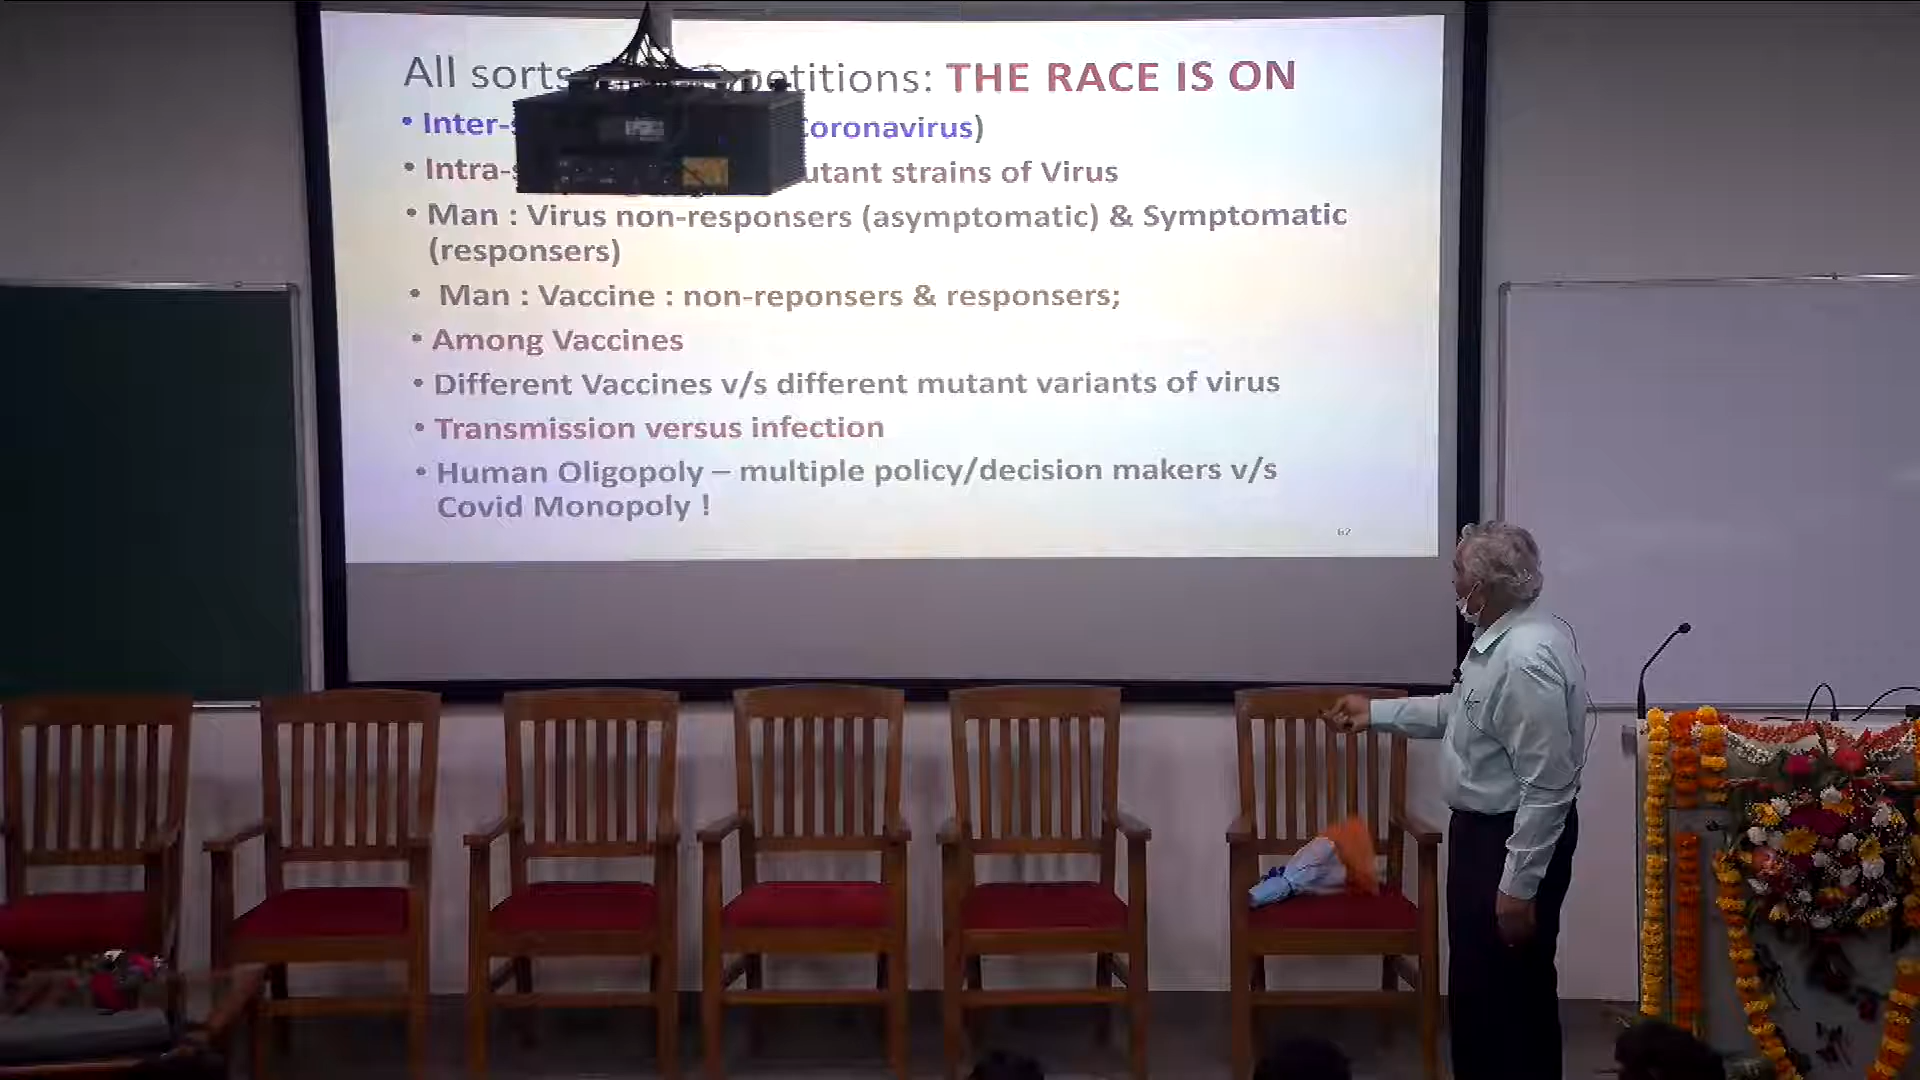 All sorts petitions: THE RACE IS ON
• Inter- oronavirus)
• Intra- utant strains of Virus
• Man : Virus non-responsers (asymptomatic) & Symptomatic
(responsers)
• Man : Vaccine : non-reponsers & responsers;
• Among Vaccines
• Different Vaccines v/s different mutant variants of virus
• Transmission versus infection
• Human Oligopoly – multiple policy/decision makers v/s
Covid Monopoly !
62